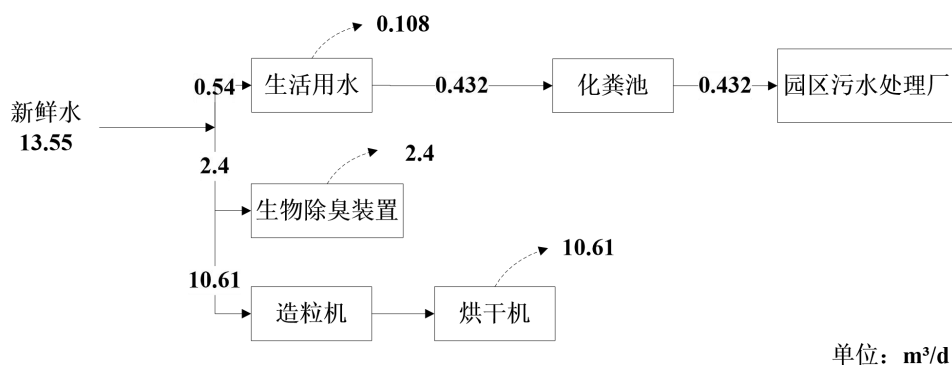 0.108
0.54
生活用水
0.432
化粪池
0.432
园区污水处理厂
新鲜水
13.55
2.4
2.4
生物除臭装置
10.61
10.61
造粒机
烘干机
单位：m³/d